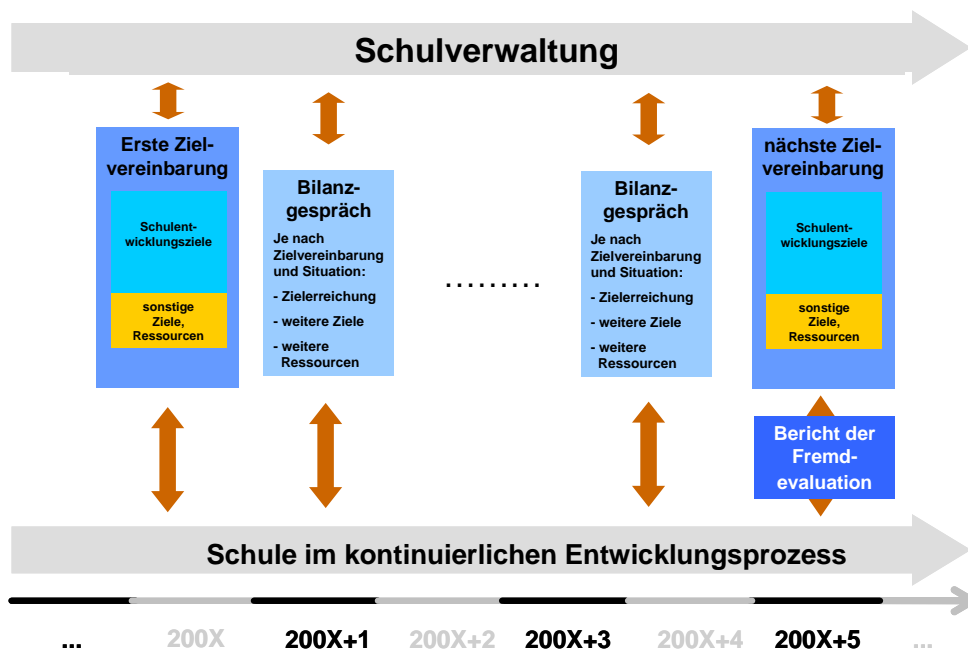 Schulverwaltung
Erste Ziel-
vereinbarung
Schulent-
wicklungsziele
sonstige
Ziele,
Ressourcen
Bilanz-
gespräch
Je nach
Zielvereinbarung
und Situation:
- Zielerreichung
- weitere Ziele
- weitere
Ressourcen
.........
Bilanz-
gespräch
Je nach
Zielvereinbarung
und Situation:
- Zielerreichung
- weitere Ziele
- weitere
Ressourcen
nächste Ziel-
vereinbarung
Schulent-
wicklungsziele
sonstige
Ziele,
Ressourcen
Bericht der
Fremd-
evaluation
Schule im kontinuierlichen Entwicklungsprozess
... 200X 200X+1 200X+2 200X+3 200X+4 200X+5 ...